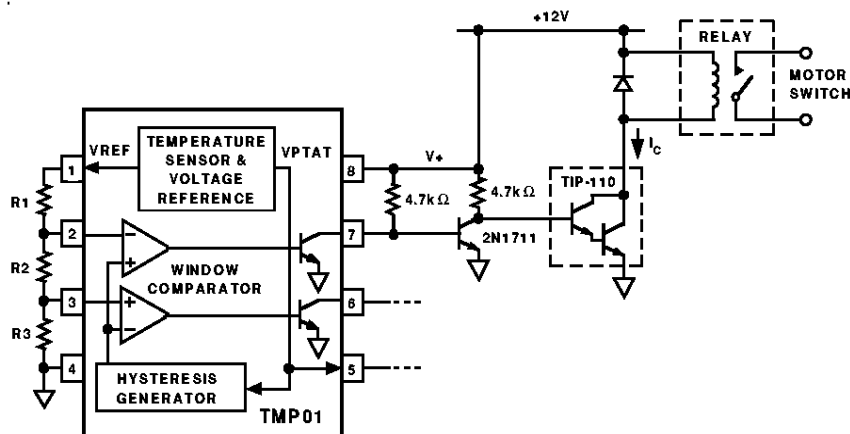 +12V
RELAY
MOTOR
SWITCH
IC
VREF
TEMPERATURE
SENSOR &
VOLTAGE
REFERENCE
VPTAT
1
8
V+
R1
4.7kΩ
4.7kΩ
TIP-110
2
7
2N1711
R2
WINDOW
COMPARATOR
3
6
R3
4
5
HYSTERESIS
GENERATOR
TMP01